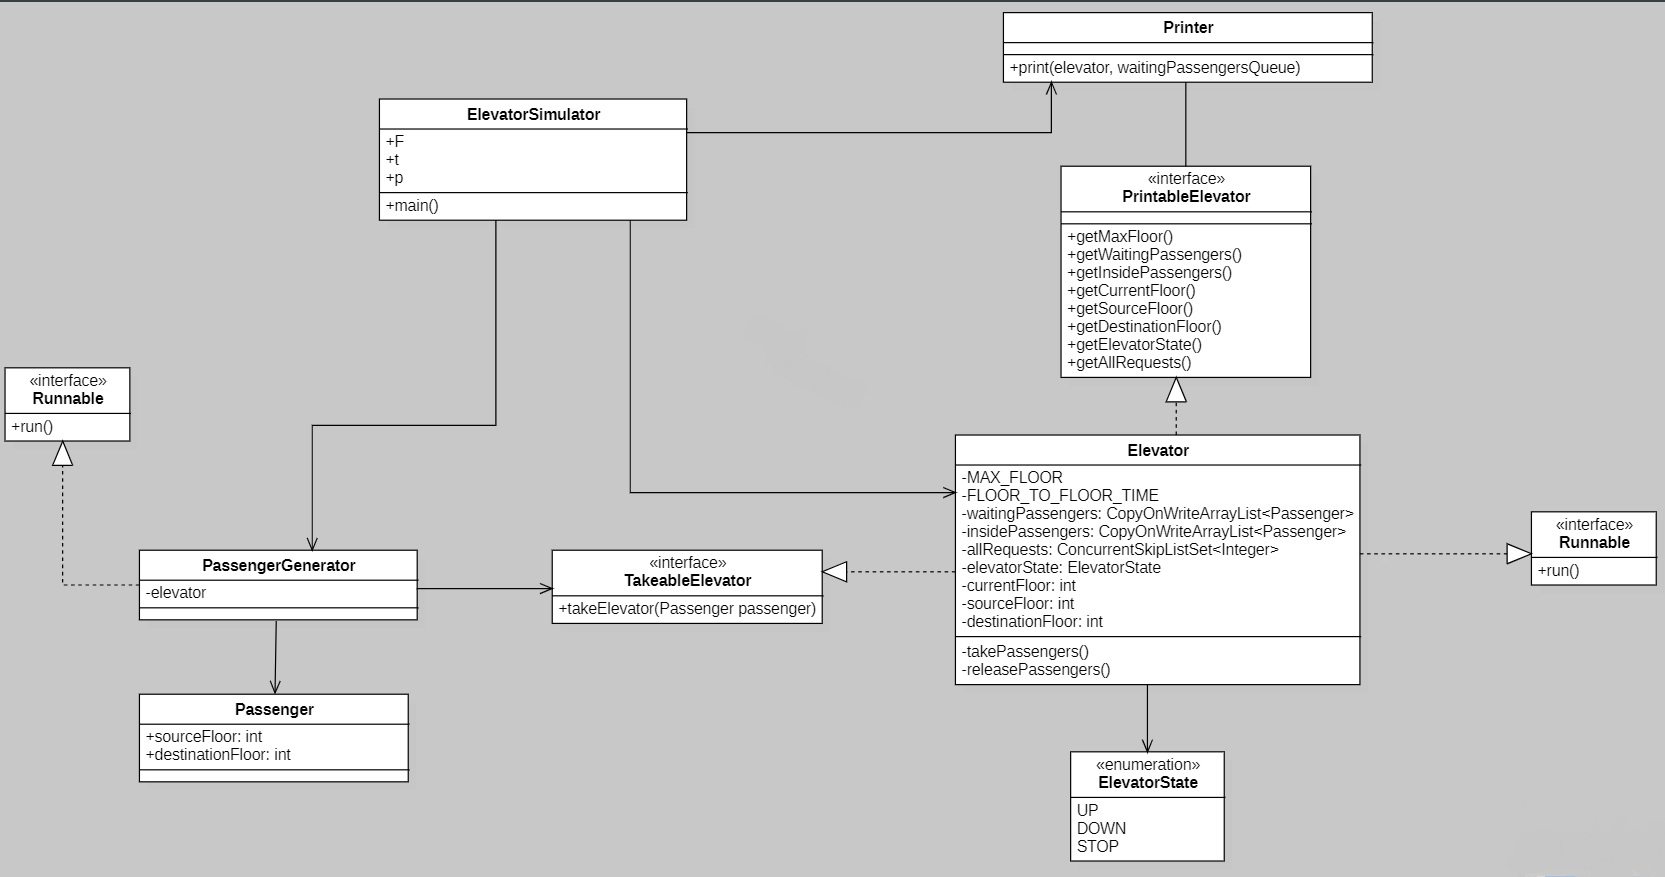 Printer
+print(elevator, waitingPassengersQueue)
ElevatorSimulator
+F
+t
+p
+main()
«interface»
PrintableElevator
+getMaxFloor()
+getWaitingPassengers()
+getInsidePassengers()
+getCurrentFloor()
+getSourceFloor()
+getDestinationFloor()
+getElevatorState()
+getAllRequests()
«interface»
Runnable
+run()
Elevator
-MAX_FLOOR
-FLOOR_TO_FLOOR_TIME
-waitingPassengers: CopyOnWriteArrayList<Passenger>
-insidePassengers: CopyOnWriteArrayList<Passenger>
-allRequests: ConcurrentSkipListSet<Integer>
-elevatorState: ElevatorState
-currentFloor: int
-sourceFloor: int
-destinationFloor: int
-takePassengers()
-releasePassengers()
«interface»
Runnable
+run()
PassengerGenerator
-elevator
«interface»
TakeableElevator
+takeElevator(Passenger passenger)
Passenger
+sourceFloor: int
+destinationFloor: int
«enumeration»
ElevatorState
UP
DOWN
STOP